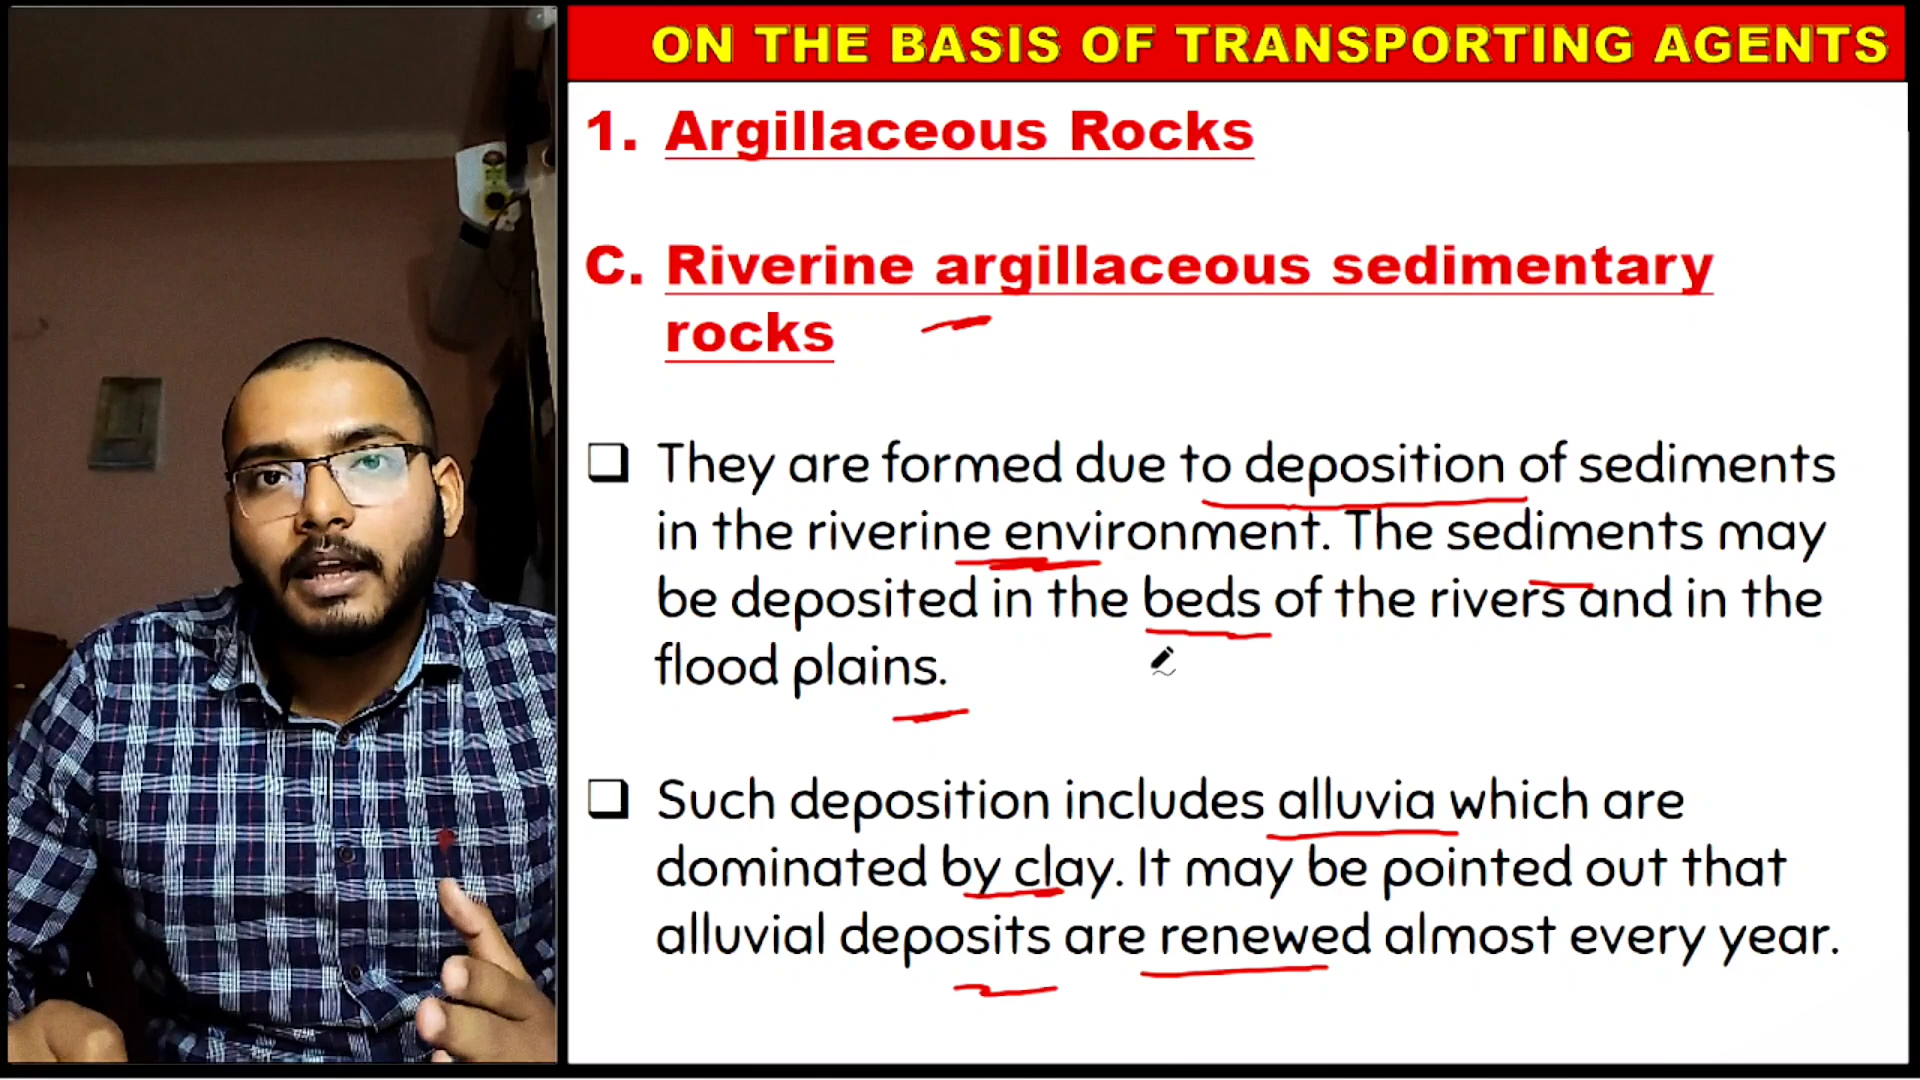 ON THE BASIS OF TRANSPORTING AGENTS
1. Argillaceous Rocks
C. Riverine argillaceous sedimentary
rocks
❑ They are formed due to deposition of sediments
in the riverine environment. The sediments may
be deposited in the beds of the rivers and in the
flood plains.
❑ Such deposition includes alluvia which are
dominated by clay. It may be pointed out that
alluvial deposits are renewed almost every year.